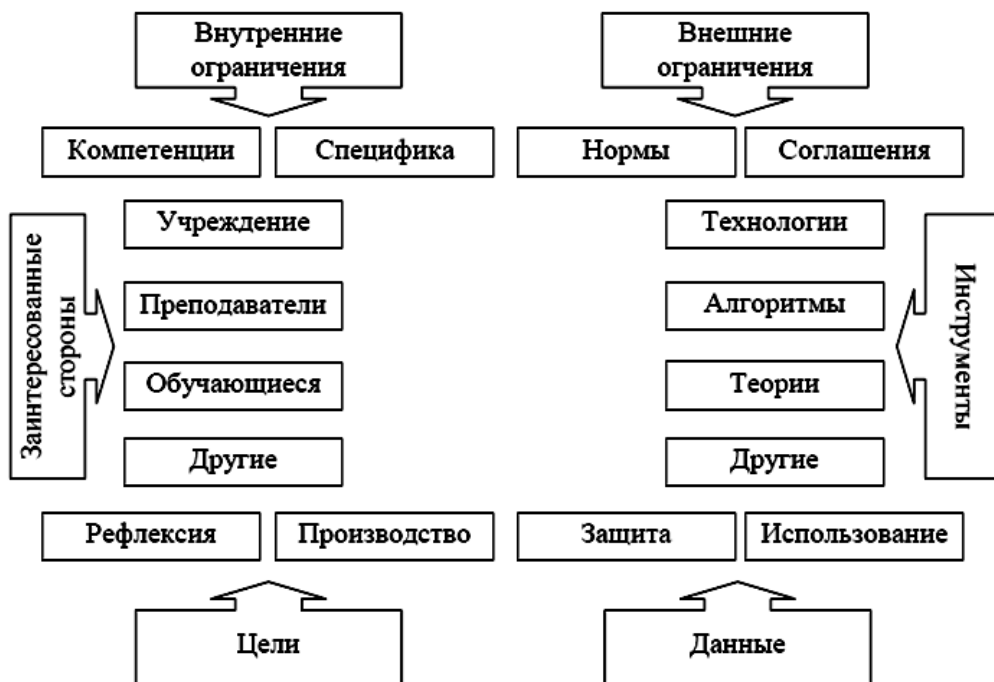 Внутренние
ограничения
Внешние
ограничения
Компетенции
Специфика
Нормы
Соглашения
Заинтересованные
стороны
Учреждение
Преподаватели
Обучающиеся
Другие
Технологии
Алгоритмы
Теории
Другие
Инструменты
Рефлексия
Производство
Защита
Использование
Цели
Данные